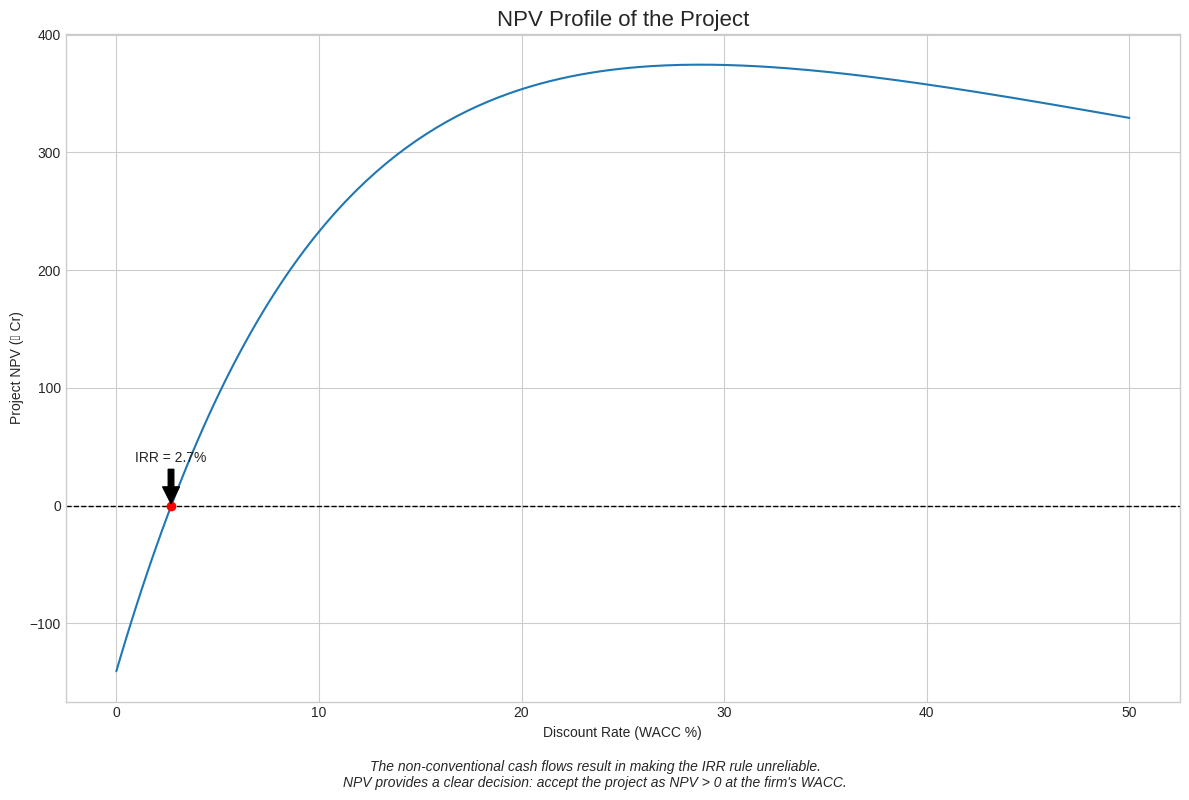 NPV Profile of the Project
400
300
200
100
0
−100
Project NPV (▯ Cr)
IRR = 2.7%
0
10
20
30
40
50
Discount Rate (WACC %)
The non-conventional cash flows result in making the IRR rule unreliable.
NPV provides a clear decision: accept the project as NPV > 0 at the firm's WACC.